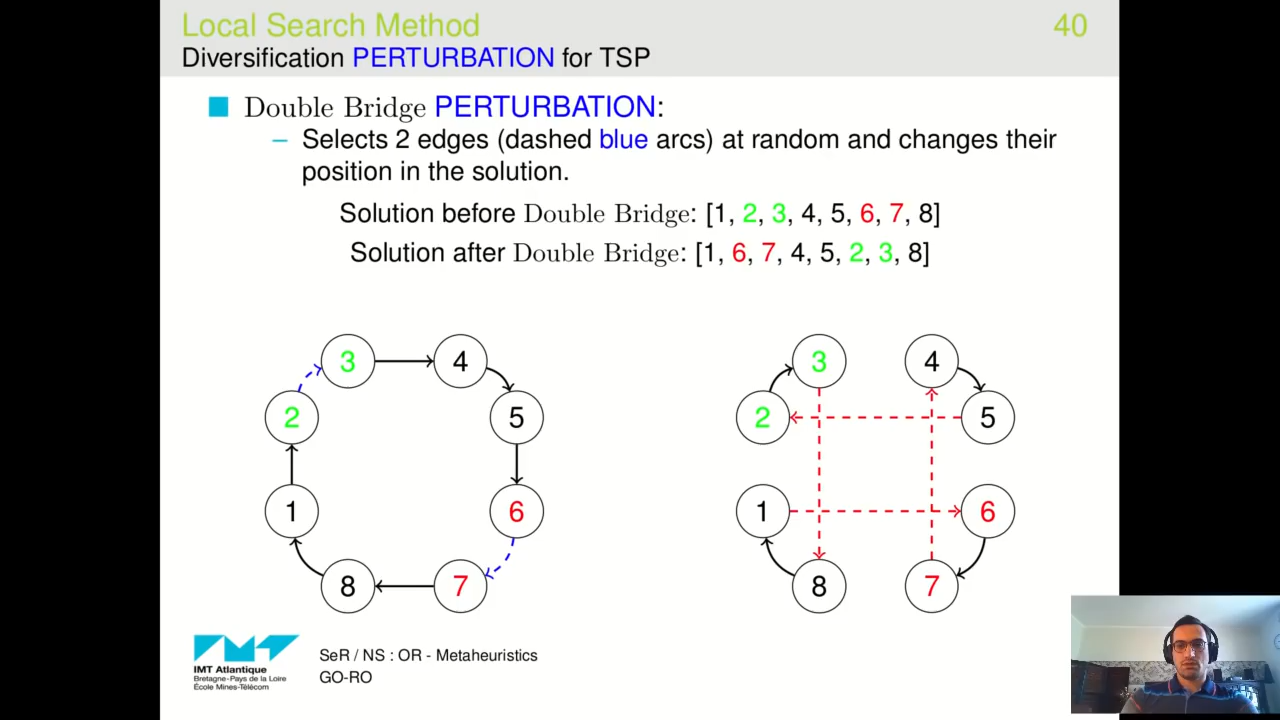 Local Search Method 40
Diversification PERTURBATION for TSP
Double Bridge PERTURBATION:
– Selects 2 edges (dashed blue arcs) at random and changes their
position in the solution.
Solution before Double Bridge: [1, 2, 3, 4, 5, 6, 7, 8]
Solution after Double Bridge: [1, 6, 7, 4, 5, 2, 3, 8]
3 4 3 4
2 5 2 5
1 6 1 6
8 7 8 7
IMT Atlantique
Bretagne-Pays de la Loire
École Mines-Télécom
SeR / NS : OR - Metaheuristics
GO-RO